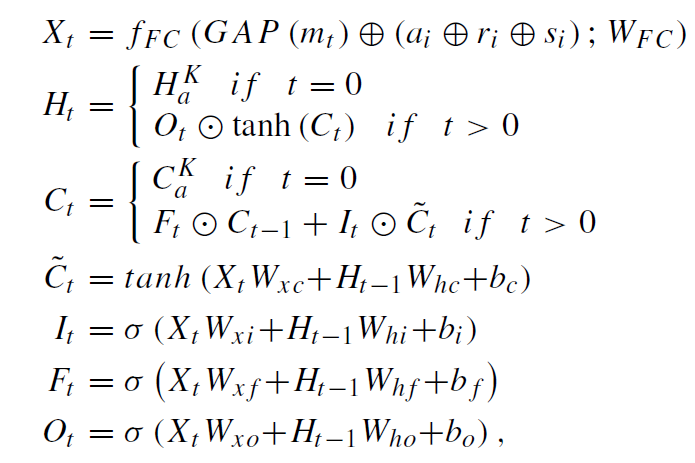 X_t = f_{FC} (GAP (m_t) ⊕ (a_i ⊕ r_i ⊕ s_i) ; W_{FC})
H_t = { H_a^K if t = 0
O_t ⊙ tanh (C_t) if t > 0
C_t = { C_a^K if t = 0
F_t ⊙ C_{t−1} + I_t ⊙ C̃_t if t > 0
C̃_t = tanh (X_t W_{xc}+H_{t−1} W_{hc}+b_c)
I_t = σ (X_t W_{xi}+H_{t−1} W_{hi}+b_i)
F_t = σ (X_t W_{xf}+H_{t−1} W_{hf}+b_f)
O_t = σ (X_t W_{xo}+H_{t−1} W_{ho}+b_o) ,